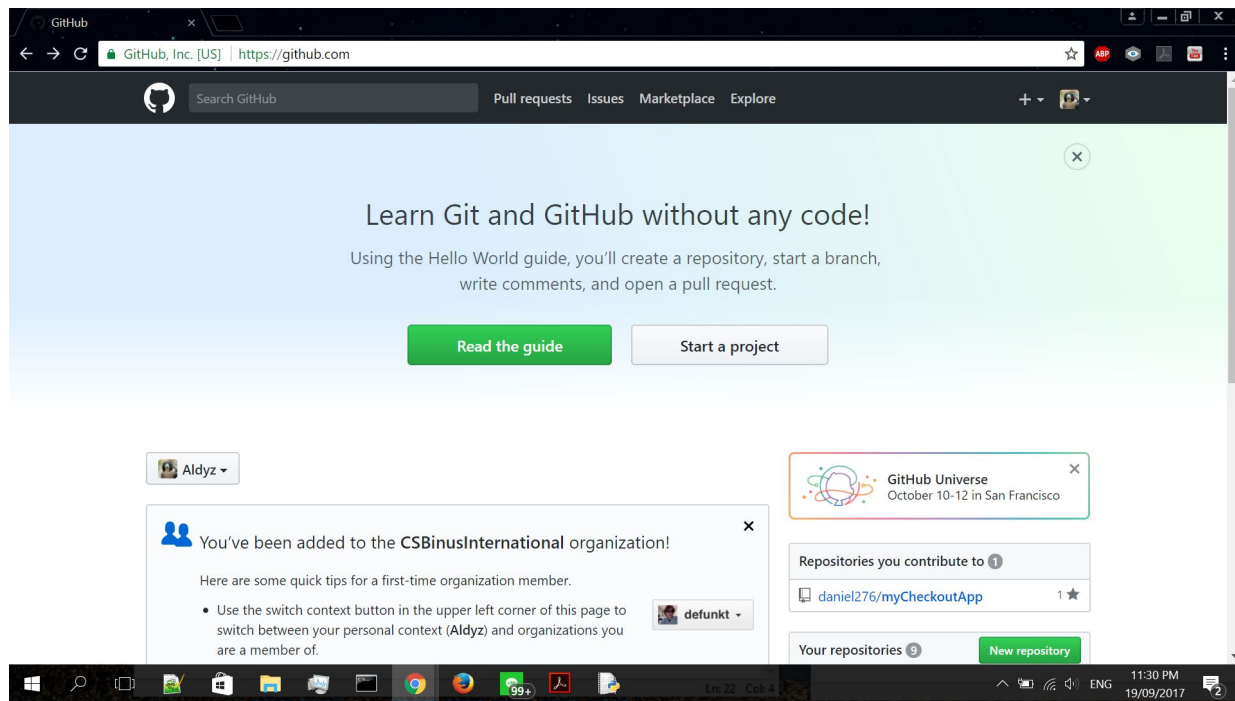 GitHub
GitHub, Inc. [US] https://github.com
ABP
Search GitHub
Pull requests Issues Marketplace Explore
Learn Git and GitHub without any code!
Using the Hello World guide, you’ll create a repository, start a branch,
write comments, and open a pull request.
Read the guide
Start a project
Aldyz
GitHub Universe
October 10-12 in San Francisco
You’ve been added to the CSBinusInternational organization!
Here are some quick tips for a first-time organization member.
• Use the switch context button in the upper left corner of this page to
switch between your personal context (Aldyz) and organizations you
are a member of.
defunkt
Repositories you contribute to 1
daniel276/myCheckoutApp 1
Your repositories 9
New repository
99+
Ln: 22 Col: 4
ENG
11:30 PM
19/09/2017
2